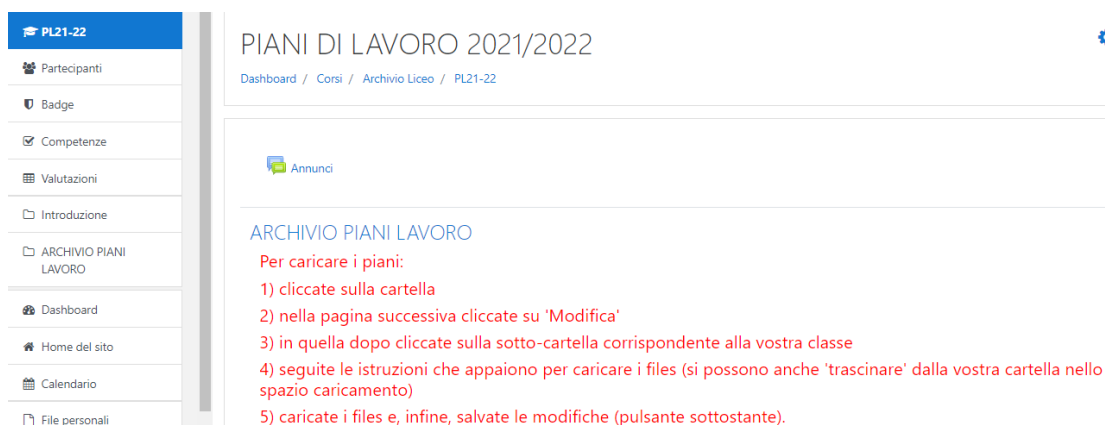 PL21-22
Partecipanti
Badge
Competenze
Valutazioni
Introduzione
ARCHIVIO PIANI
LAVORO
Dashboard
Home del sito
Calendario
File personali
PIANI DI LAVORO 2021/2022
Dashboard / Corsi / Archivio Liceo / PL21-22
Annunci
ARCHIVIO PIANI LAVORO
Per caricare i piani:
1) cliccate sulla cartella
2) nella pagina successiva cliccate su 'Modifica'
3) in quella dopo cliccate sulla sotto-cartella corrispondente alla vostra classe
4) seguite le istruzioni che appaiono per caricare i files (si possono anche 'trascinare' dalla vostra cartella nello
spazio caricamento)
5) caricate i files e, infine, salvate le modifiche (pulsante sottostante).